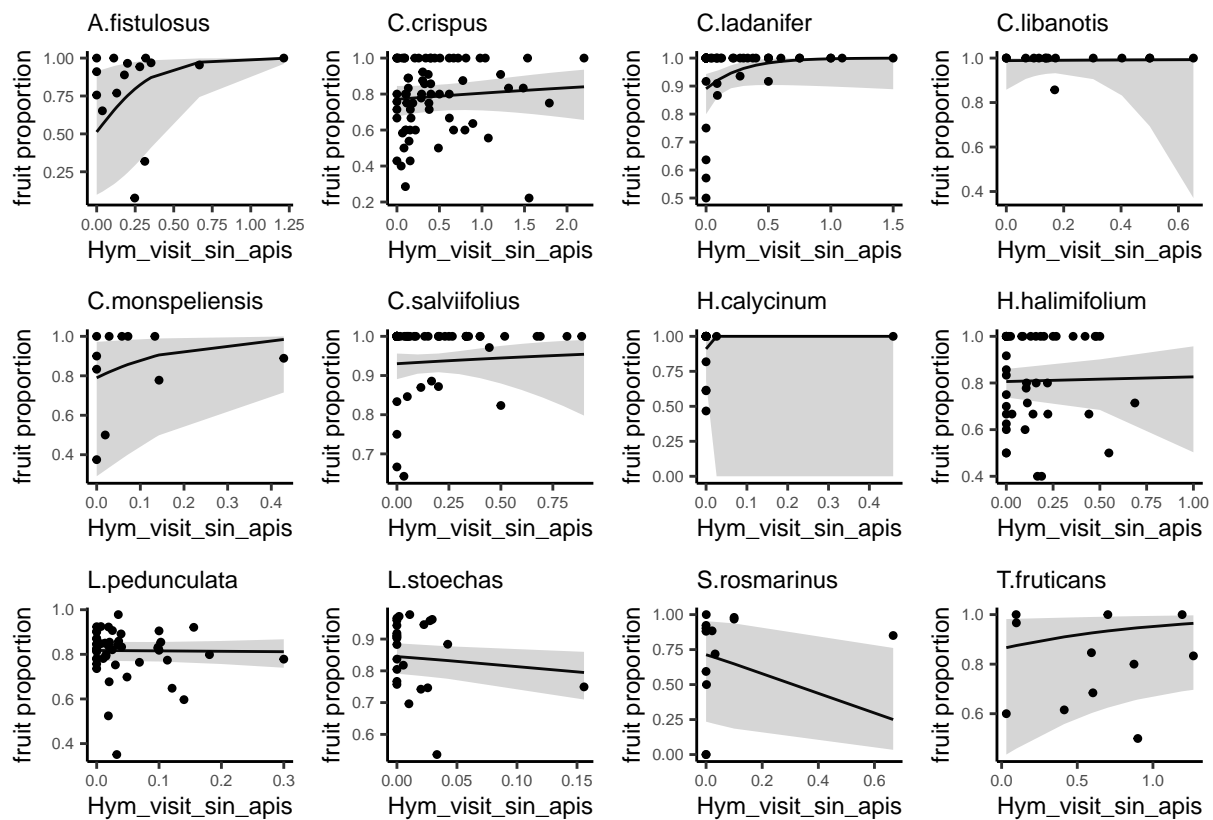 A.fistulosus
fruit proportion
1.00
0.75
0.50
0.25
0.00 0.25 0.50 0.75 1.00 1.25
Hym_visit_sin_apis
C.crispus
fruit proportion
1.0
0.8
0.6
0.4
0.2
0.0 0.5 1.0 1.5 2.0
Hym_visit_sin_apis
C.ladanifer
fruit proportion
1.0
0.9
0.8
0.7
0.6
0.5
0.0 0.5 1.0 1.5
Hym_visit_sin_apis
C.libanotis
fruit proportion
1.0
0.8
0.6
0.4
0.0 0.2 0.4 0.6
Hym_visit_sin_apis
C.monspeliensis
fruit proportion
1.0
0.8
0.6
0.4
0.0 0.1 0.2 0.3 0.4
Hym_visit_sin_apis
C.salviifolius
fruit proportion
1.0
0.9
0.8
0.7
0.00 0.25 0.50 0.75
Hym_visit_sin_apis
H.calycinum
fruit proportion
1.00
0.75
0.50
0.25
0.00
0.0 0.1 0.2 0.3 0.4
Hym_visit_sin_apis
H.halimifolium
fruit proportion
1.0
0.8
0.6
0.4
0.00 0.25 0.50 0.75 1.00
Hym_visit_sin_apis
L.pedunculata
fruit proportion
1.0
0.8
0.6
0.4
0.0 0.1 0.2 0.3
Hym_visit_sin_apis
L.stoechas
fruit proportion
0.9
0.8
0.7
0.6
0.00 0.05 0.10 0.15
Hym_visit_sin_apis
S.rosmarinus
fruit proportion
1.00
0.75
0.50
0.25
0.00
0.0 0.2 0.4 0.6
Hym_visit_sin_apis
T.fruticans
fruit proportion
1.0
0.8
0.6
0.0 0.5 1.0
Hym_visit_sin_apis